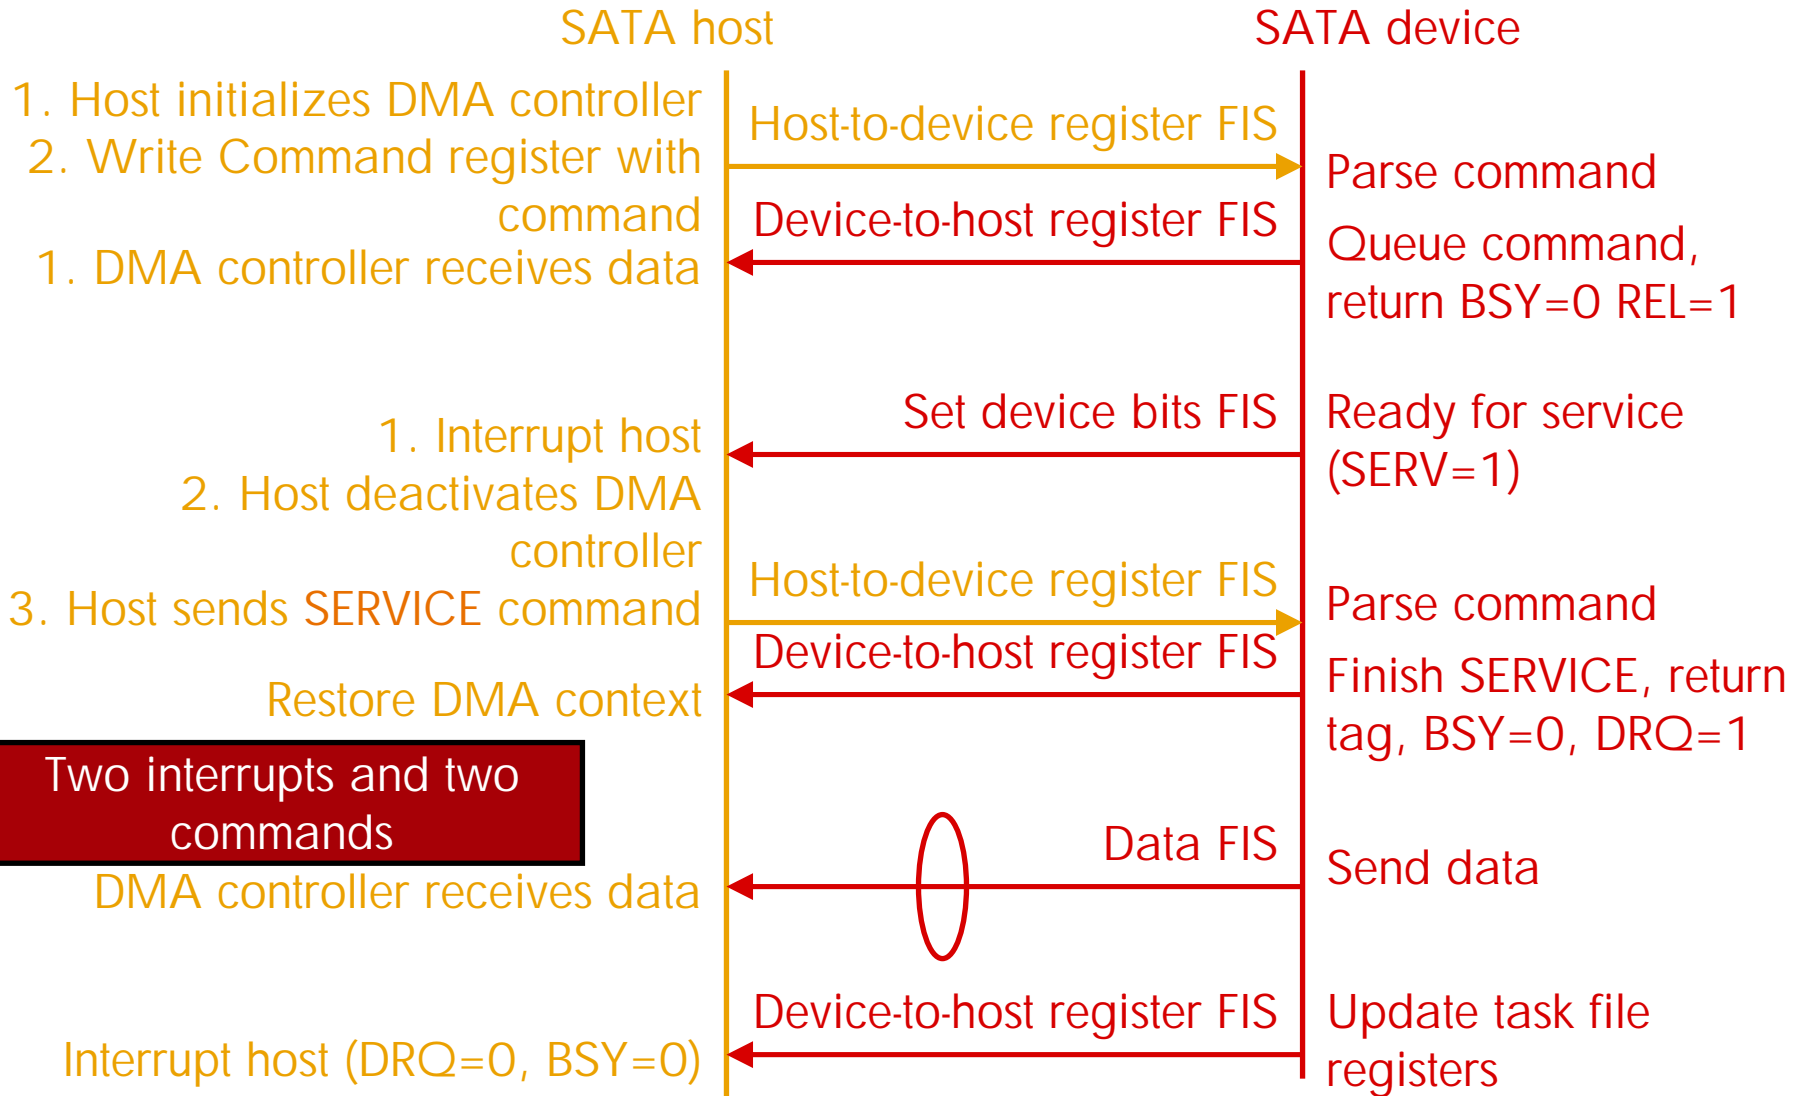 SATA host
SATA device
1. Host initializes DMA controller
2. Write Command register with
command
Host-to-device register FIS
Parse command
Device-to-host register FIS
1. DMA controller receives data
Queue command,
return BSY=0 REL=1
Set device bits FIS
Ready for service
(SERV=1)
1. Interrupt host
2. Host deactivates DMA
controller
3. Host sends SERVICE command
Host-to-device register FIS
Parse command
Device-to-host register FIS
Finish SERVICE, return
tag, BSY=0, DRQ=1
Restore DMA context
Two interrupts and two
commands
Data FIS
Send data
DMA controller receives data
Device-to-host register FIS
Update task file
registers
Interrupt host (DRQ=0, BSY=0)